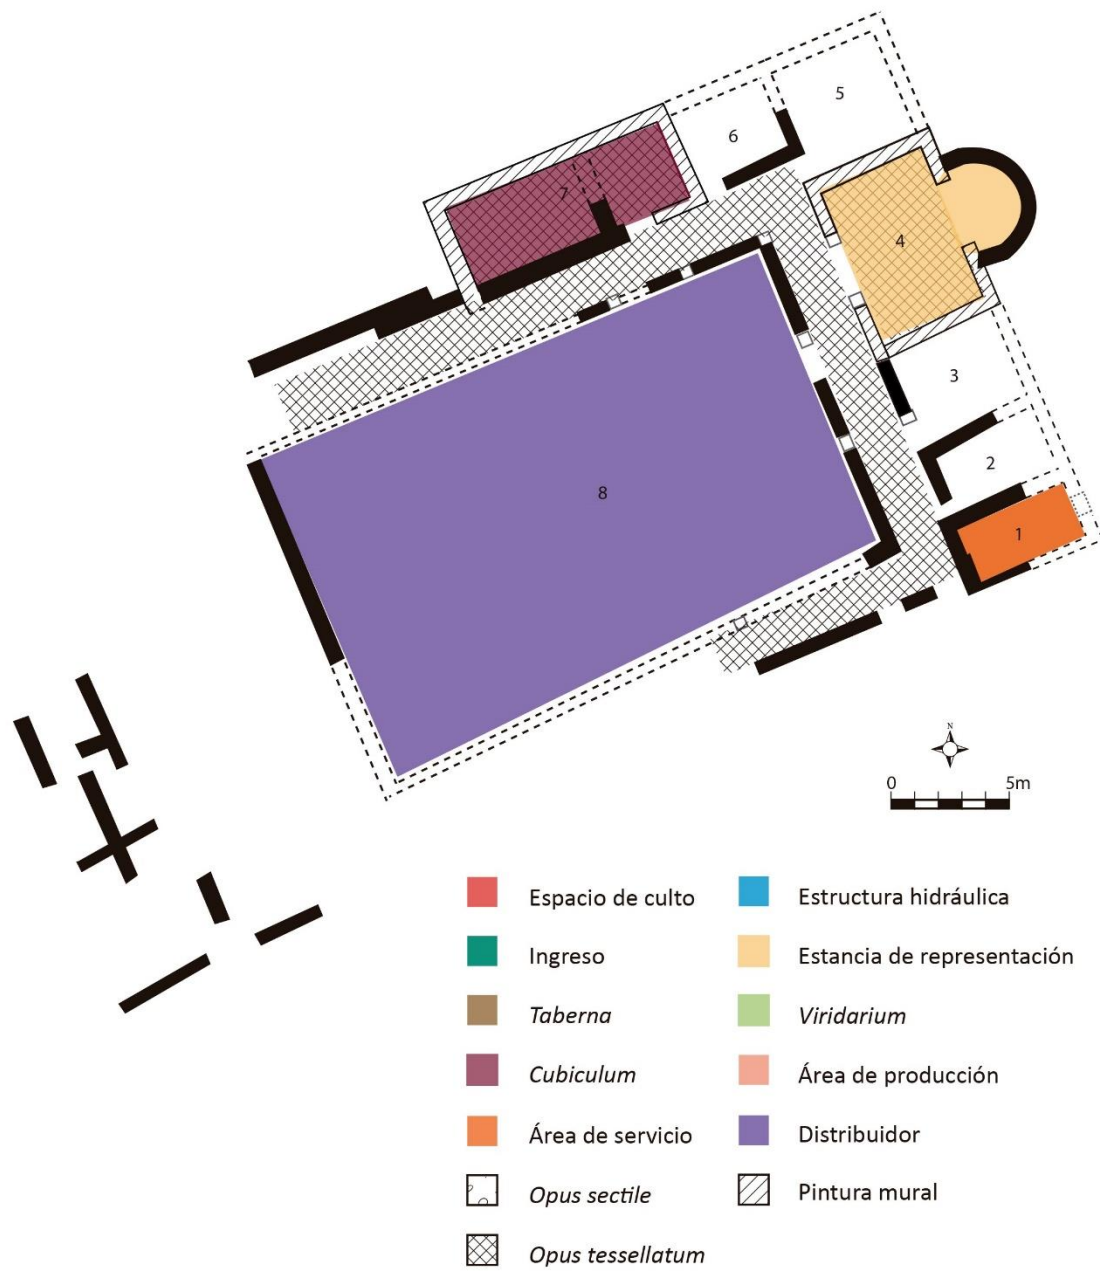 5
6
7
4
3
8
2
1
N
0 5m
Espacio de culto
Estructura hidráulica
Ingreso
Estancia de representación
Taberna
Viridarium
Cubiculum
Área de producción
Área de servicio
Distribuidor
Opus sectile
Pintura mural
Opus tessellatum